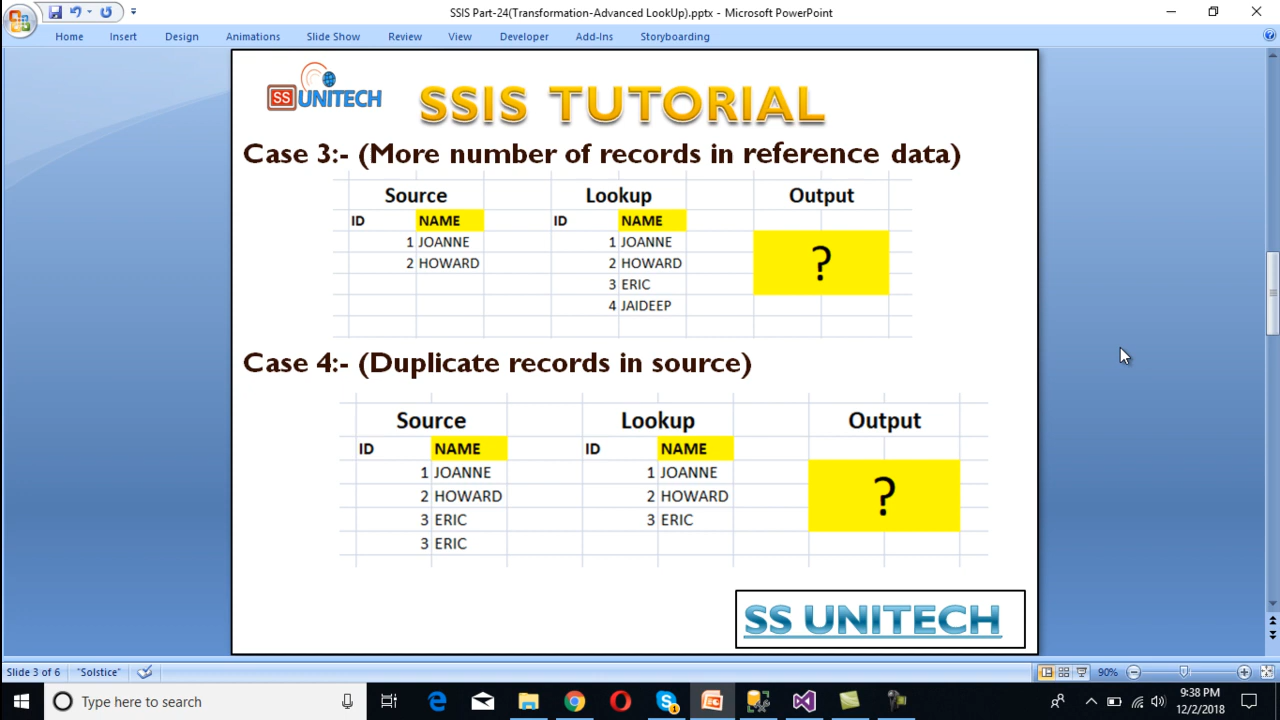 SSIS Part-24(Transformation-Advanced LookUp).pptx - Microsoft PowerPoint
Home Insert Design Animations Slide Show Review View Developer Add-Ins Storyboarding
SS UNITECH
SSIS TUTORIAL
Case 3:- (More number of records in reference data)
Source Lookup Output
ID NAME ID NAME
1 JOANNE 1 JOANNE
2 HOWARD 2 HOWARD
3 ERIC
4 JAIDEEP
?
Case 4:- (Duplicate records in source)
Source Lookup Output
ID NAME ID NAME
1 JOANNE 1 JOANNE
2 HOWARD 2 HOWARD
3 ERIC 3 ERIC
3 ERIC
?
SS UNITECH
Slide 3 of 6 "Solstice" 90%
Type here to search
9:38 PM
12/2/2018